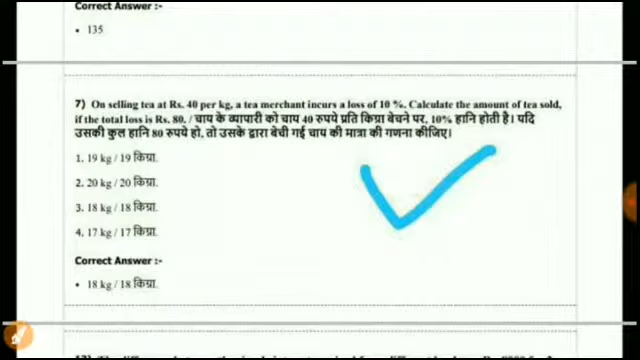 Correct Answer :-
• 135
7) On selling tea at Rs. 40 per kg, a tea merchant incurs a loss of 10 %. Calculate the amount of tea sold,
if the total loss is Rs. 80. / चाय के व्यापारी को चाय 40 रुपये प्रति किग्रा बेचने पर, 10% हानि होती है। यदि
उसकी कुल हानि 80 रुपये हो, तो उसके द्वारा बेची गई चाय की मात्रा की गणना कीजिए।
1. 19 kg / 19 किग्रा.
2. 20 kg / 20 किग्रा.
3. 18 kg / 18 किग्रा.
4. 17 kg / 17 किग्रा.
Correct Answer :-
• 18 kg / 18 किग्रा.